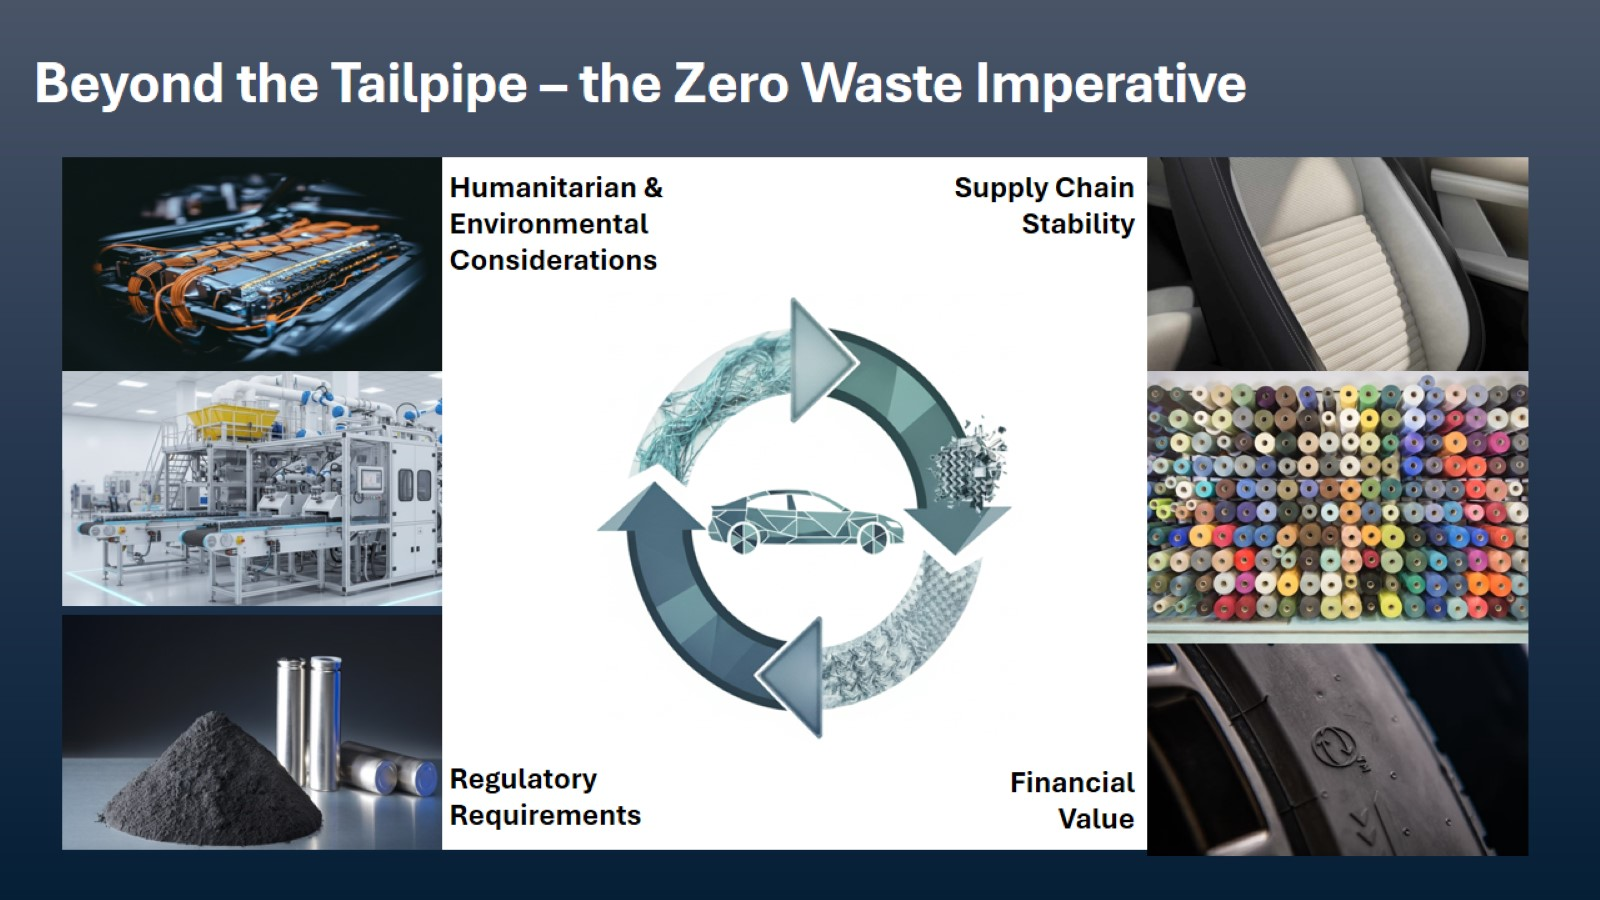 Beyond the Tailpipe – the Zero Waste Imperative
Humanitarian &
Environmental
Considerations
Supply Chain
Stability
Regulatory
Requirements
Financial
Value